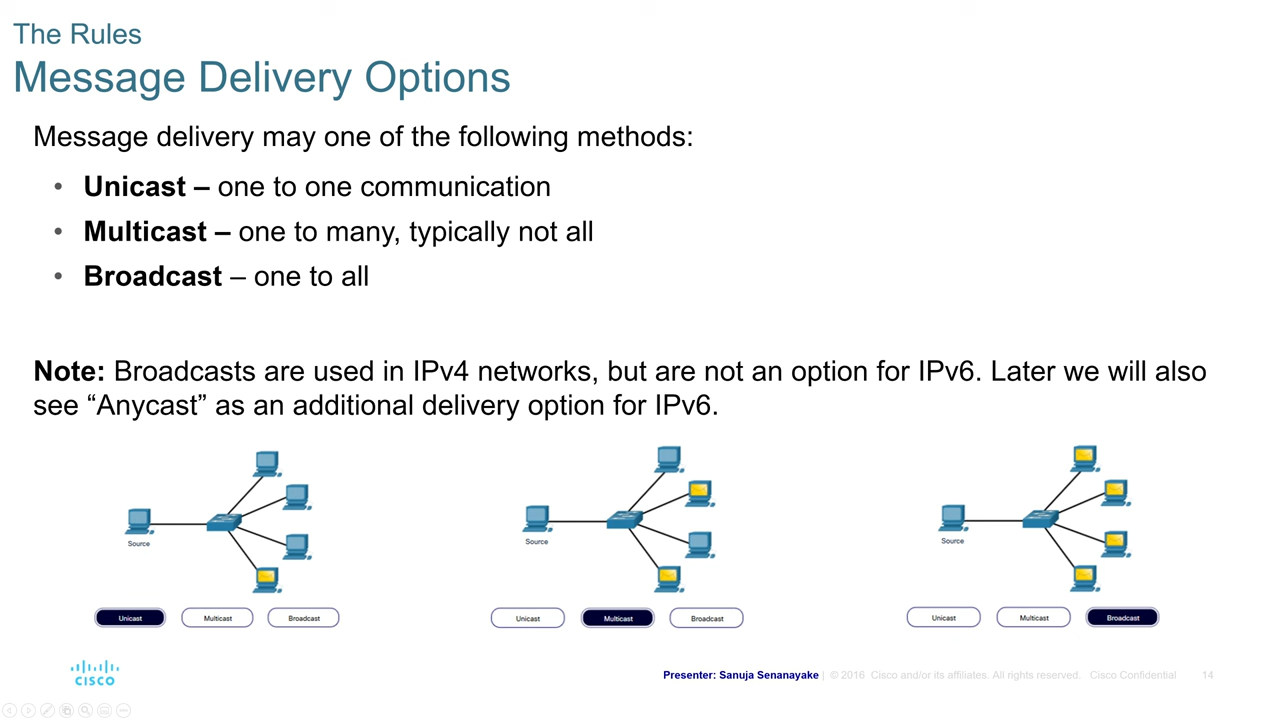 The Rules
Message Delivery Options
Message delivery may one of the following methods:
• Unicast – one to one communication
• Multicast – one to many, typically not all
• Broadcast – one to all
Note: Broadcasts are used in IPv4 networks, but are not an option for IPv6. Later we will also
see “Anycast” as an additional delivery option for IPv6.
Source
Unicast Multicast Broadcast
Source
Unicast Multicast Broadcast
Source
Unicast Multicast Broadcast
CISCO
Presenter: Sanuja Senanayake | © 2016 Cisco and/or its affiliates. All rights reserved. Cisco Confidential 14